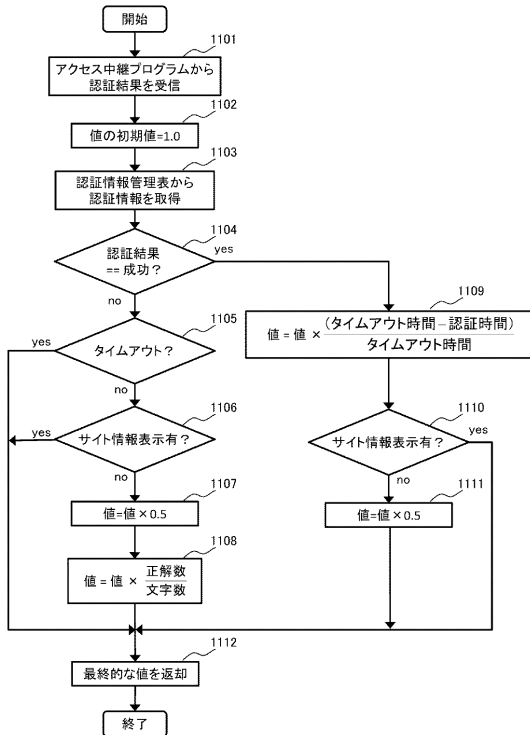 開始
1101
アクセス中継プログラムから
認証結果を受信
1102
値の初期値=1.0
1103
認証情報管理表から
認証情報を取得
1104
認証結果
== 成功?
yes
no
1105
タイムアウト?
yes
no
1106
サイト情報表示有?
yes
no
1107
値=値×0.5
1108
値 = 値 × 正解数
文字数
1109
値 = 値 × (タイムアウト時間-認証時間)
タイムアウト時間
1110
サイト情報表示有?
yes
no
1111
値=値×0.5
1112
最終的な値を返却
終了